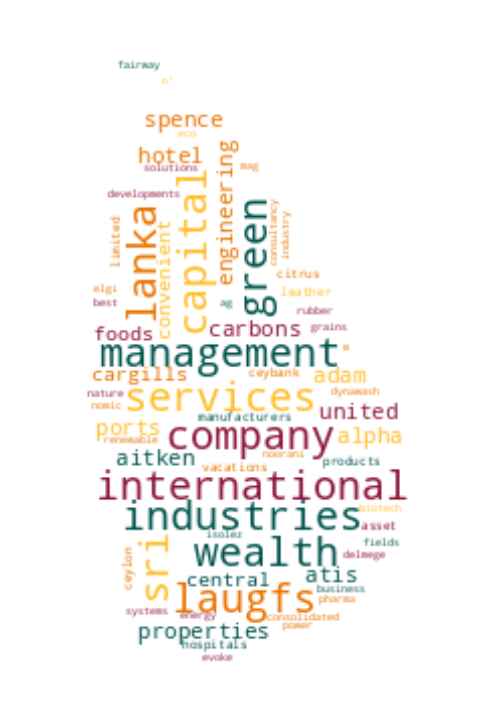 fairway
n'
spence
eco
hotel
solutions
mag
engineering
capital
developments
green
consultancy
industry
lanka
limited
convenient
citrus
elgi
leather
best
ag
rubber
foods
carbons
grains
management
cargills
ceybank
adam
nature
services
dynawash
nomic
manufacturers
united
ports
renewable
company
alpha
aitken
noorani
vacations
products
international
industries
biotech
asset
isolez
fields
sri
ceylon
wealth
delmege
central
atis
business
laugfs
pharma
systems
energy
consolidated
power
properties
hospitals
evoke